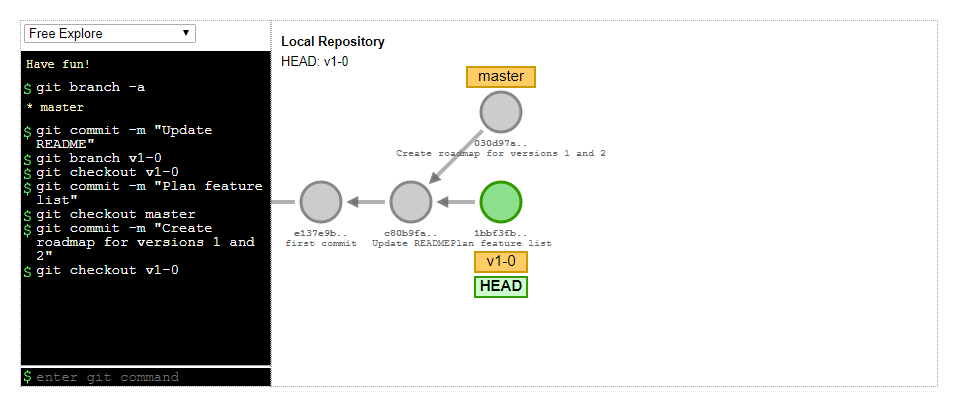 Free Explore
Have fun!
$ git branch -a
* master
$ git commit -m "Update
README"
$ git branch v1-0
$ git checkout v1-0
$ git commit -m "Plan feature
list"
$ git checkout master
$ git commit -m "Create
roadmap for versions 1 and
2"
$ git checkout v1-0
$ enter git command
Local Repository
HEAD: v1-0
master
030d97a..
Create roadmap for versions 1 and 2
e137e9b..
first commit
c80b9fa..
Update README
1bbf3fb..
Plan feature list
v1-0
HEAD